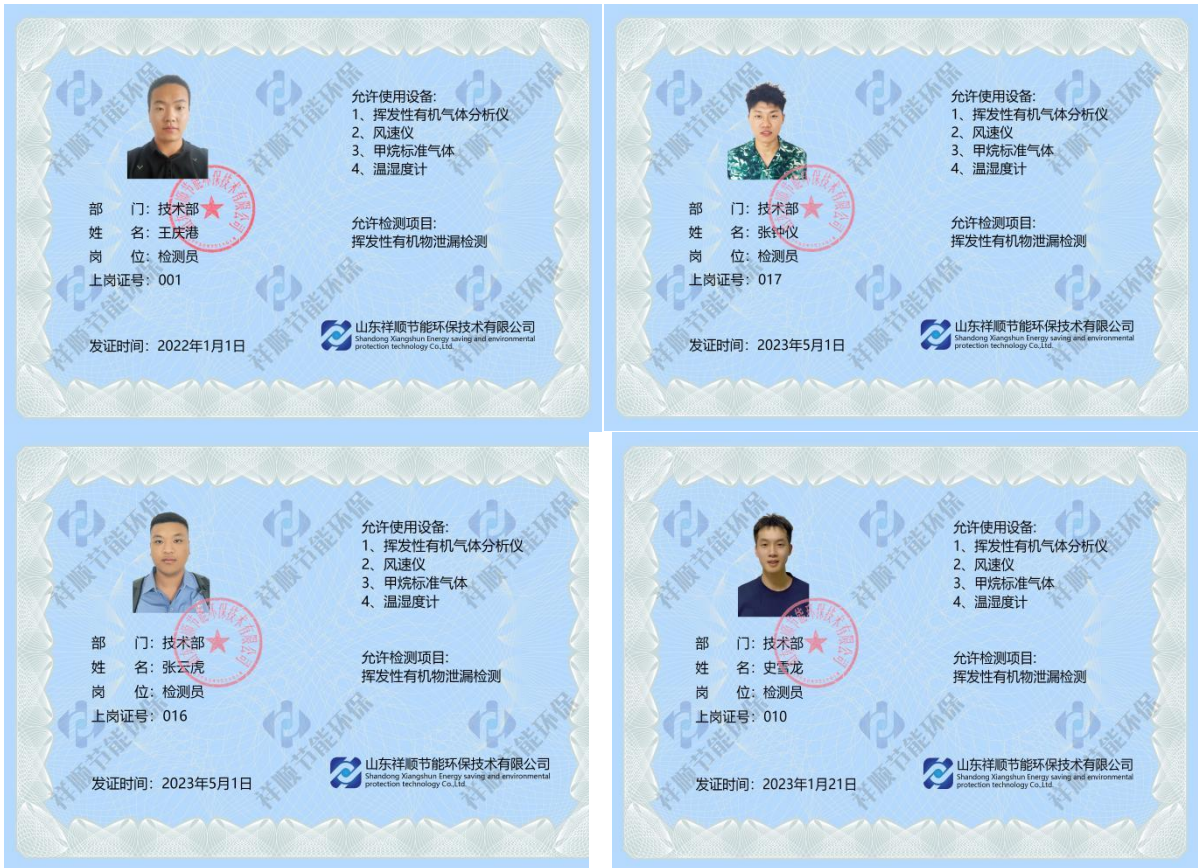 允许使用设备:
1、挥发性有机气体分析仪
2、风速仪
3、甲烷标准气体
4、温湿度计
部 门：技术部
姓 名：王庆港
岗 位：检测员
上岗证号：001
允许检测项目:
挥发性有机物泄漏检测
发证时间：2022年1月1日
山东祥顺节能环保技术有限公司
Shandong Xiangshun Energy saving and environmental
protection technology Co.,Ltd.
允许使用设备:
1、挥发性有机气体分析仪
2、风速仪
3、甲烷标准气体
4、温湿度计
部 门：技术部
姓 名：张钟仪
岗 位：检测员
上岗证号：017
允许检测项目:
挥发性有机物泄漏检测
发证时间：2023年5月1日
山东祥顺节能环保技术有限公司
Shandong Xiangshun Energy saving and environmental
protection technology Co.,Ltd.
允许使用设备:
1、挥发性有机气体分析仪
2、风速仪
3、甲烷标准气体
4、温湿度计
部 门：技术部
姓 名：张云虎
岗 位：检测员
上岗证号：016
允许检测项目:
挥发性有机物泄漏检测
发证时间：2023年5月1日
山东祥顺节能环保技术有限公司
Shandong Xiangshun Energy saving and environmental
protection technology Co.,Ltd.
允许使用设备:
1、挥发性有机气体分析仪
2、风速仪
3、甲烷标准气体
4、温湿度计
部 门：技术部
姓 名：史雪龙
岗 位：检测员
上岗证号：010
允许检测项目:
挥发性有机物泄漏检测
发证时间：2023年1月21日
山东祥顺节能环保技术有限公司
Shandong Xiangshun Energy saving and environmental
protection technology Co.,Ltd.
祥顺节能环保